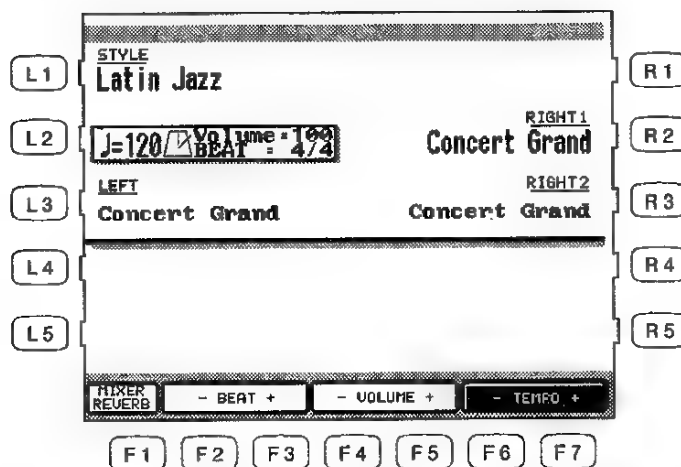 STYLE
L1 Latin Jazz R1
RIGHT1
L2 ♩=120 Volume=100 Concert Grand R2
BEAT = 4/4
LEFT RIGHT2
L3 Concert Grand Concert Grand R3
L4 R4
L5 R5
MIXER
REVERB - BEAT + - VOLUME + - TEMPO +
F1 F2 F3 F4 F5 F6 F7